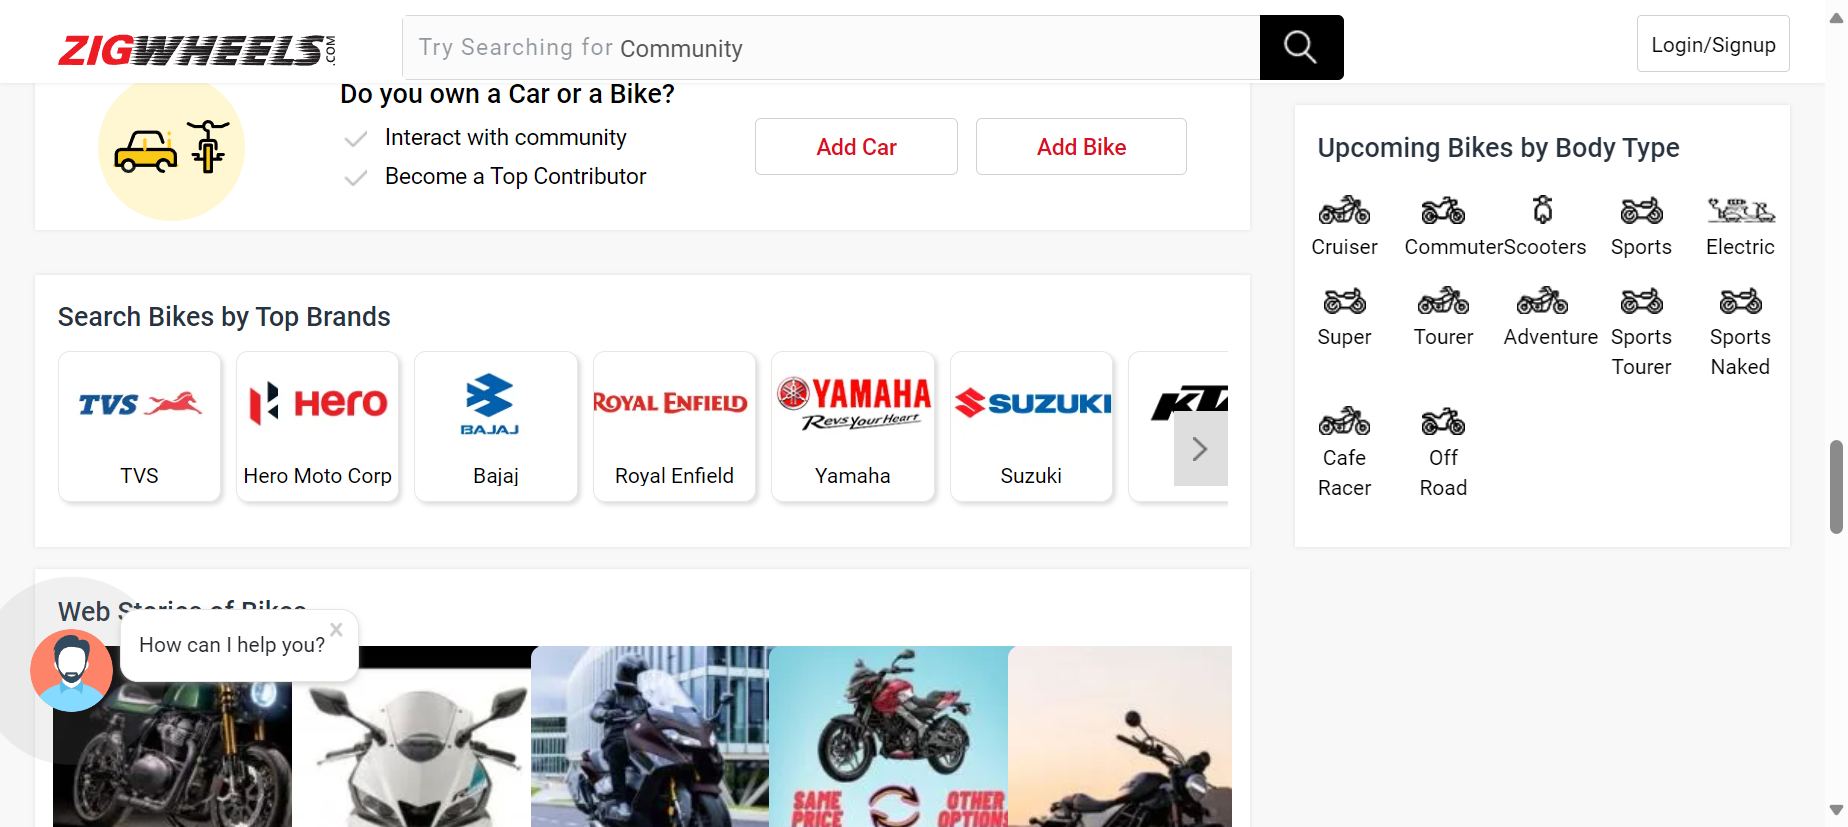 ZIGWHEELS.COM
Try Searching for Community
Login/Signup
Do you own a Car or a Bike?
Interact with community
Become a Top Contributor
Add Car
Add Bike
Search Bikes by Top Brands
TVS
HERO
BAJAJ
ROYAL ENFIELD
YAMAHA
Revs Your Heart
SUZUKI
TVS
Hero Moto Corp
Bajaj
Royal Enfield
Yamaha
Suzuki
Upcoming Bikes by Body Type
Cruiser
Commuter
Scooters
Sports
Electric
Super
Tourer
Adventure
Sports
Tourer
Sports
Naked
Cafe
Racer
Off
Road
Web Stories of Bikes
How can I help you?
SAME
PRICE
OTHER
OPTIONS